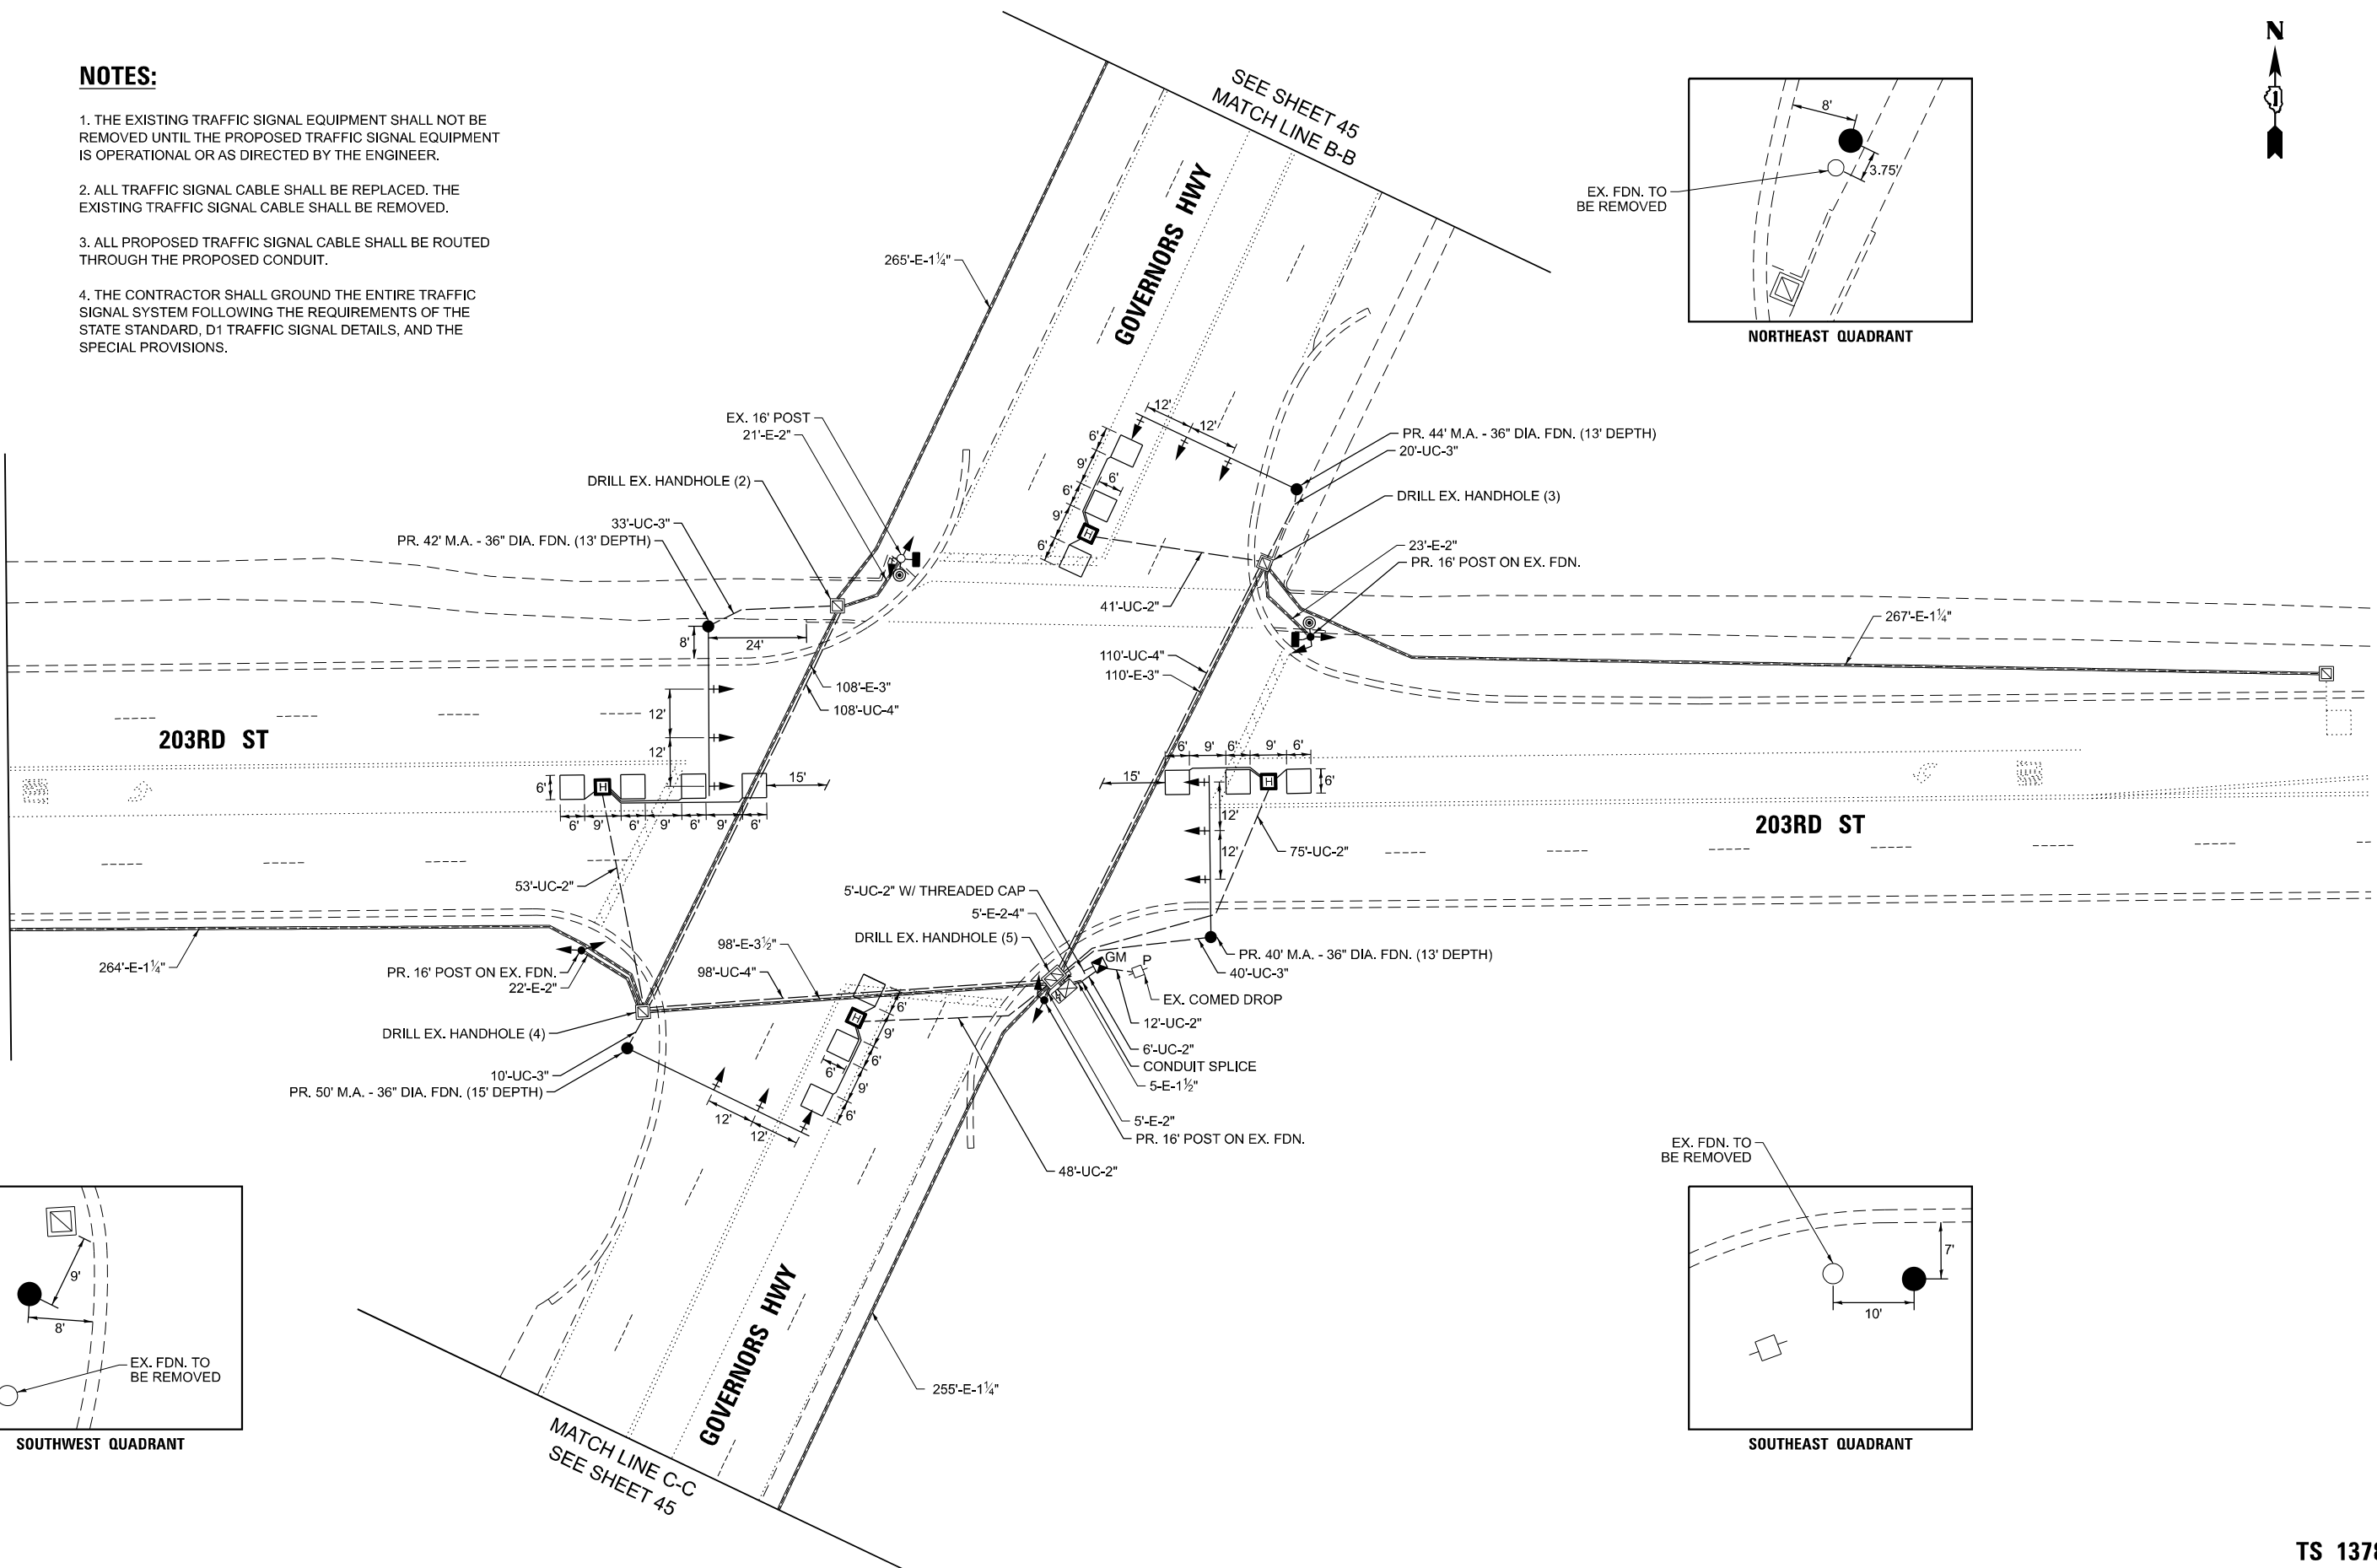 NOTES:
1. THE EXISTING TRAFFIC SIGNAL EQUIPMENT SHALL NOT BE
REMOVED UNTIL THE PROPOSED TRAFFIC SIGNAL EQUIPMENT
IS OPERATIONAL OR AS DIRECTED BY THE ENGINEER.
2. ALL TRAFFIC SIGNAL CABLE SHALL BE REPLACED. THE
EXISTING TRAFFIC SIGNAL CABLE SHALL BE REMOVED.
3. ALL PROPOSED TRAFFIC SIGNAL CABLE SHALL BE ROUTED
THROUGH THE PROPOSED CONDUIT.
4. THE CONTRACTOR SHALL GROUND THE ENTIRE TRAFFIC
SIGNAL SYSTEM FOLLOWING THE REQUIREMENTS OF THE
STATE STANDARD, D1 TRAFFIC SIGNAL DETAILS, AND THE
SPECIAL PROVISIONS.
SEE SHEET 45
MATCH LINE B-B
GOVERNORS HWY
265'-E-1¼"
N
1
8'
3.75'
EX. FDN. TO
BE REMOVED
NORTHEAST QUADRANT
EX. 16' POST
21'-E-2"
DRILL EX. HANDHOLE (2)
33'-UC-3"
PR. 42' M.A. - 36" DIA. FDN. (13' DEPTH)
8'
24'
12'
12'
15'
108'-E-3"
108'-UC-4"
203RD ST
H
6'
6'
9'
6'
9'
6'
9'
6'
53'-UC-2"
12'
12'
6'
9'
6'
6'
9'
6'
H
PR. 44' M.A. - 36" DIA. FDN. (13' DEPTH)
20'-UC-3"
DRILL EX. HANDHOLE (3)
23'-E-2"
PR. 16' POST ON EX. FDN.
41'-UC-2"
267'-E-1¼"
110'-UC-4"
110'-E-3"
6'
9'
6'
9'
6'
15'
H
6'
12'
12'
75'-UC-2"
203RD ST
264'-E-1¼"
PR. 16' POST ON EX. FDN.
22'-E-2"
DRILL EX. HANDHOLE (4)
10'-UC-3"
PR. 50' M.A. - 36" DIA. FDN. (15' DEPTH)
98'-E-3½"
98'-UC-4"
5'-UC-2" W/ THREADED CAP
5'-E-2-4"
DRILL EX. HANDHOLE (5)
GM
P
PR. 40' M.A. - 36" DIA. FDN. (13' DEPTH)
40'-UC-3"
EX. COMED DROP
12'-UC-2"
6'-UC-2"
CONDUIT SPLICE
5-E-1½"
5'-E-2"
PR. 16' POST ON EX. FDN.
48'-UC-2"
H
6'
9'
6'
6'
9'
6'
12'
12'
255'-E-1¼"
GOVERNORS HWY
MATCH LINE C-C
SEE SHEET 45
9'
8'
EX. FDN. TO
BE REMOVED
SOUTHWEST QUADRANT
EX. FDN. TO
BE REMOVED
7'
10'
SOUTHEAST QUADRANT
TS 137